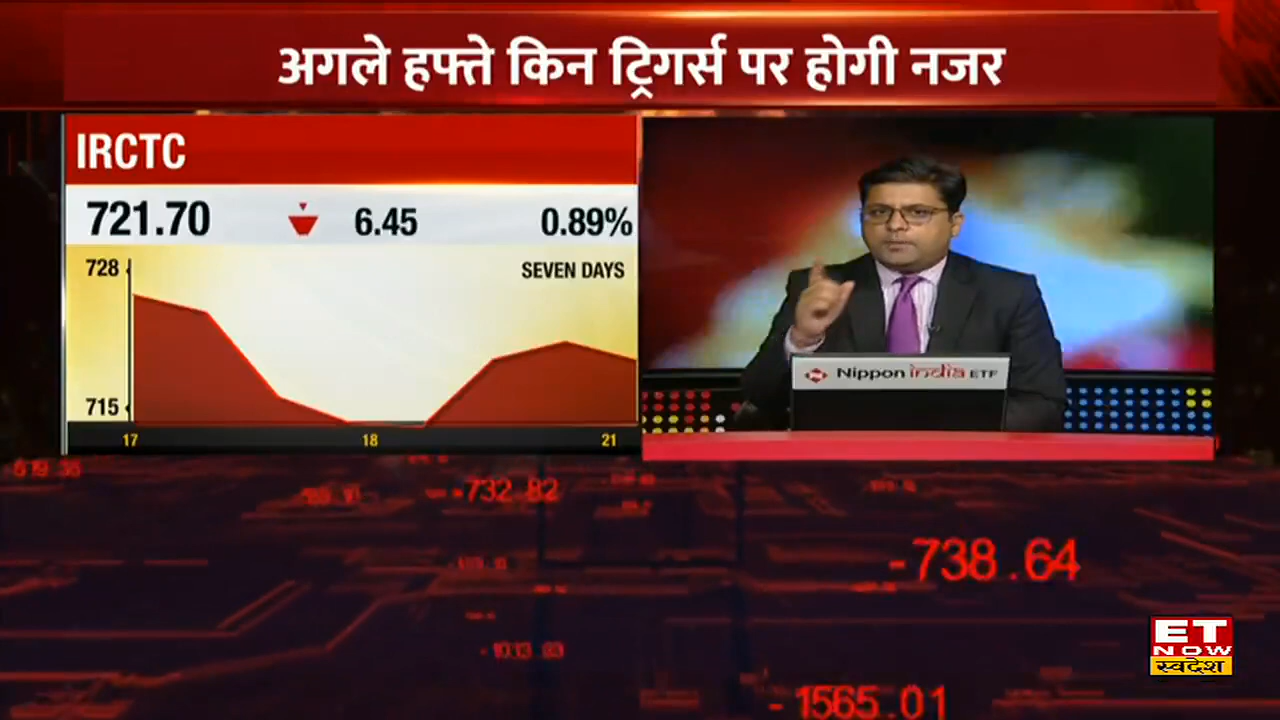 अगले हफ्ते किन ट्रिगर्स पर होगी नजर
IRCTC
721.70 6.45 0.89%
728
SEVEN DAYS
715
17 18 21
Nippon india ETF
-732 82
-738.64
-1565.01
ET
NOW
स्वदेश